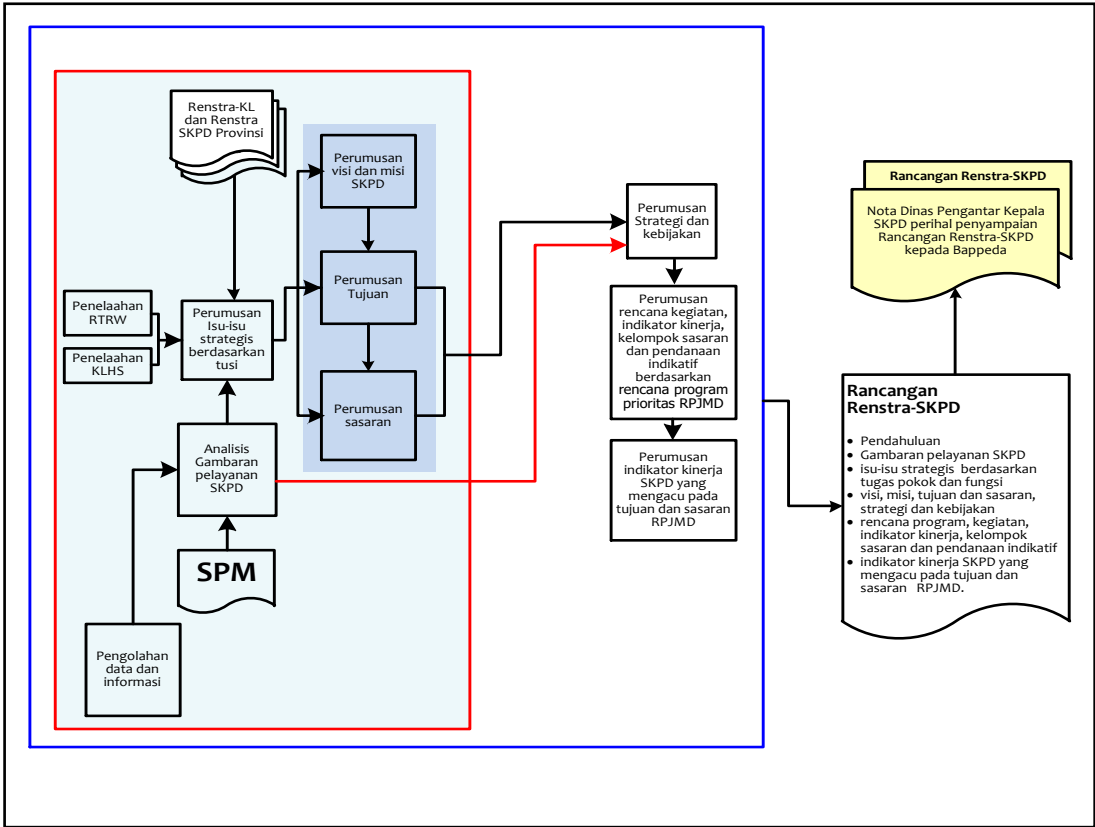 Renstra-KL
dan Renstra
SKPD Provinsi
Perumusan
visi dan misi
SKPD
Perumusan
Tujuan
Perumusan
sasaran
Penelaahan
RTRW
Penelaahan
KLHS
Perumusan
Isu-isu
strategis
berdasarkan
tusi
Analisis
Gambaran
pelayanan
SKPD
SPM
Pengolahan
data dan
informasi
Perumusan
Strategi dan
kebijakan
Perumusan
rencana kegiatan,
indikator kinerja,
kelompok sasaran
dan pendanaan
indikatif
berdasarkan
rencana program
prioritas RPJMD
Perumusan
indikator kinerja
SKPD yang
mengacu pada
tujuan dan sasaran
RPJMD
Rancangan Renstra-SKPD
Nota Dinas Pengantar Kepala
SKPD perihal penyampaian
Rancangan Renstra-SKPD
kepada Bappeda
Rancangan
Renstra-SKPD
• Pendahuluan
• Gambaran pelayanan SKPD
• isu-isu strategis berdasarkan
tugas pokok dan fungsi
• visi, misi, tujuan dan sasaran,
strategi dan kebijakan
• rencana program, kegiatan,
indikator kinerja, kelompok
sasaran dan pendanaan indikatif
• indikator kinerja SKPD yang
mengacu pada tujuan dan
sasaran RPJMD.